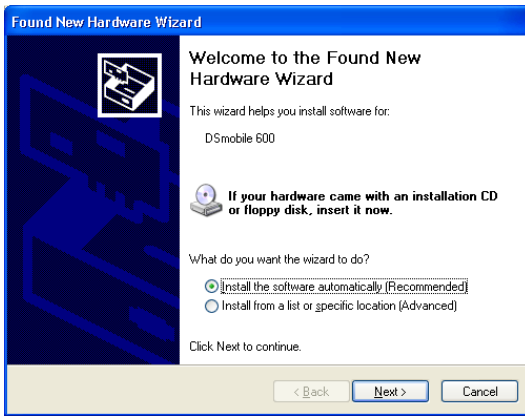 Found New Hardware Wizard
Welcome to the Found New
Hardware Wizard
This wizard helps you install software for:
DSmobile 600
If your hardware came with an installation CD
or floppy disk, insert it now.
What do you want the wizard to do?
Install the software automatically (Recommended)
Install from a list or specific location (Advanced)
Click Next to continue.
< Back
Next >
Cancel